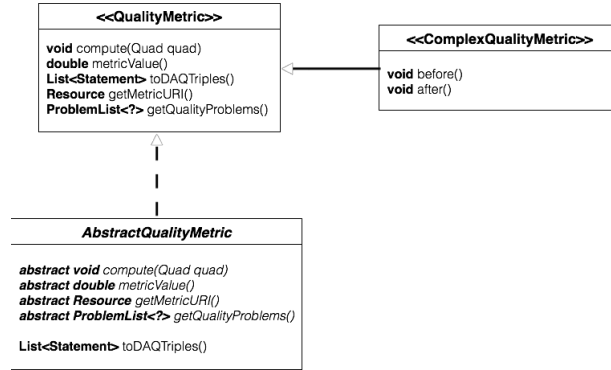 <<QualityMetric>>
void compute(Quad quad)
double metricValue()
List<Statement> toDAQTriples()
Resource getMetricURI()
ProblemList<?> getQualityProblems()
<<ComplexQualityMetric>>
void before()
void after()
AbstractQualityMetric
abstract void compute(Quad quad)
abstract double metricValue()
abstract Resource getMetricURI()
abstract ProblemList<?> getQualityProblems()
List<Statement> toDAQTriples()